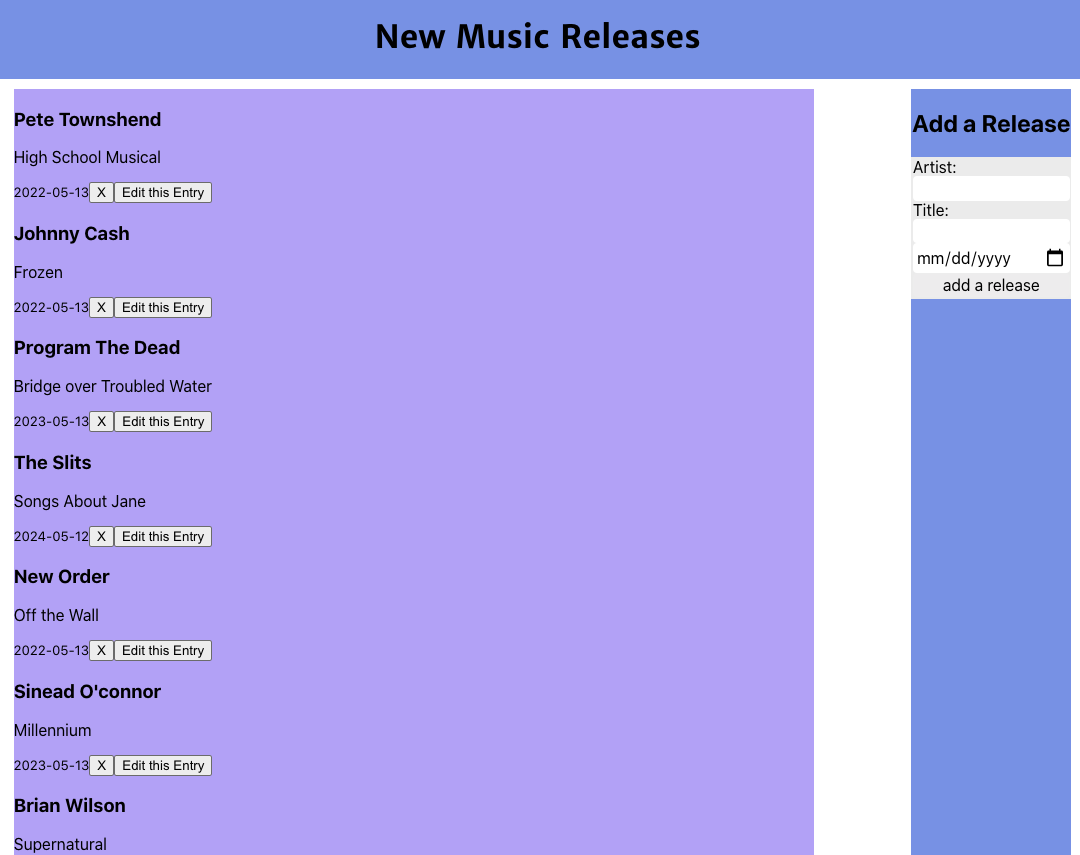 New Music Releases
Pete Townshend
High School Musical
2022-05-13 X Edit this Entry
Johnny Cash
Frozen
2022-05-13 X Edit this Entry
Program The Dead
Bridge over Troubled Water
2023-05-13 X Edit this Entry
The Slits
Songs About Jane
2024-05-12 X Edit this Entry
New Order
Off the Wall
2022-05-13 X Edit this Entry
Sinead O'connor
Millennium
2023-05-13 X Edit this Entry
Brian Wilson
Supernatural
Add a Release
Artist:
Title:
mm/dd/yyyy
add a release